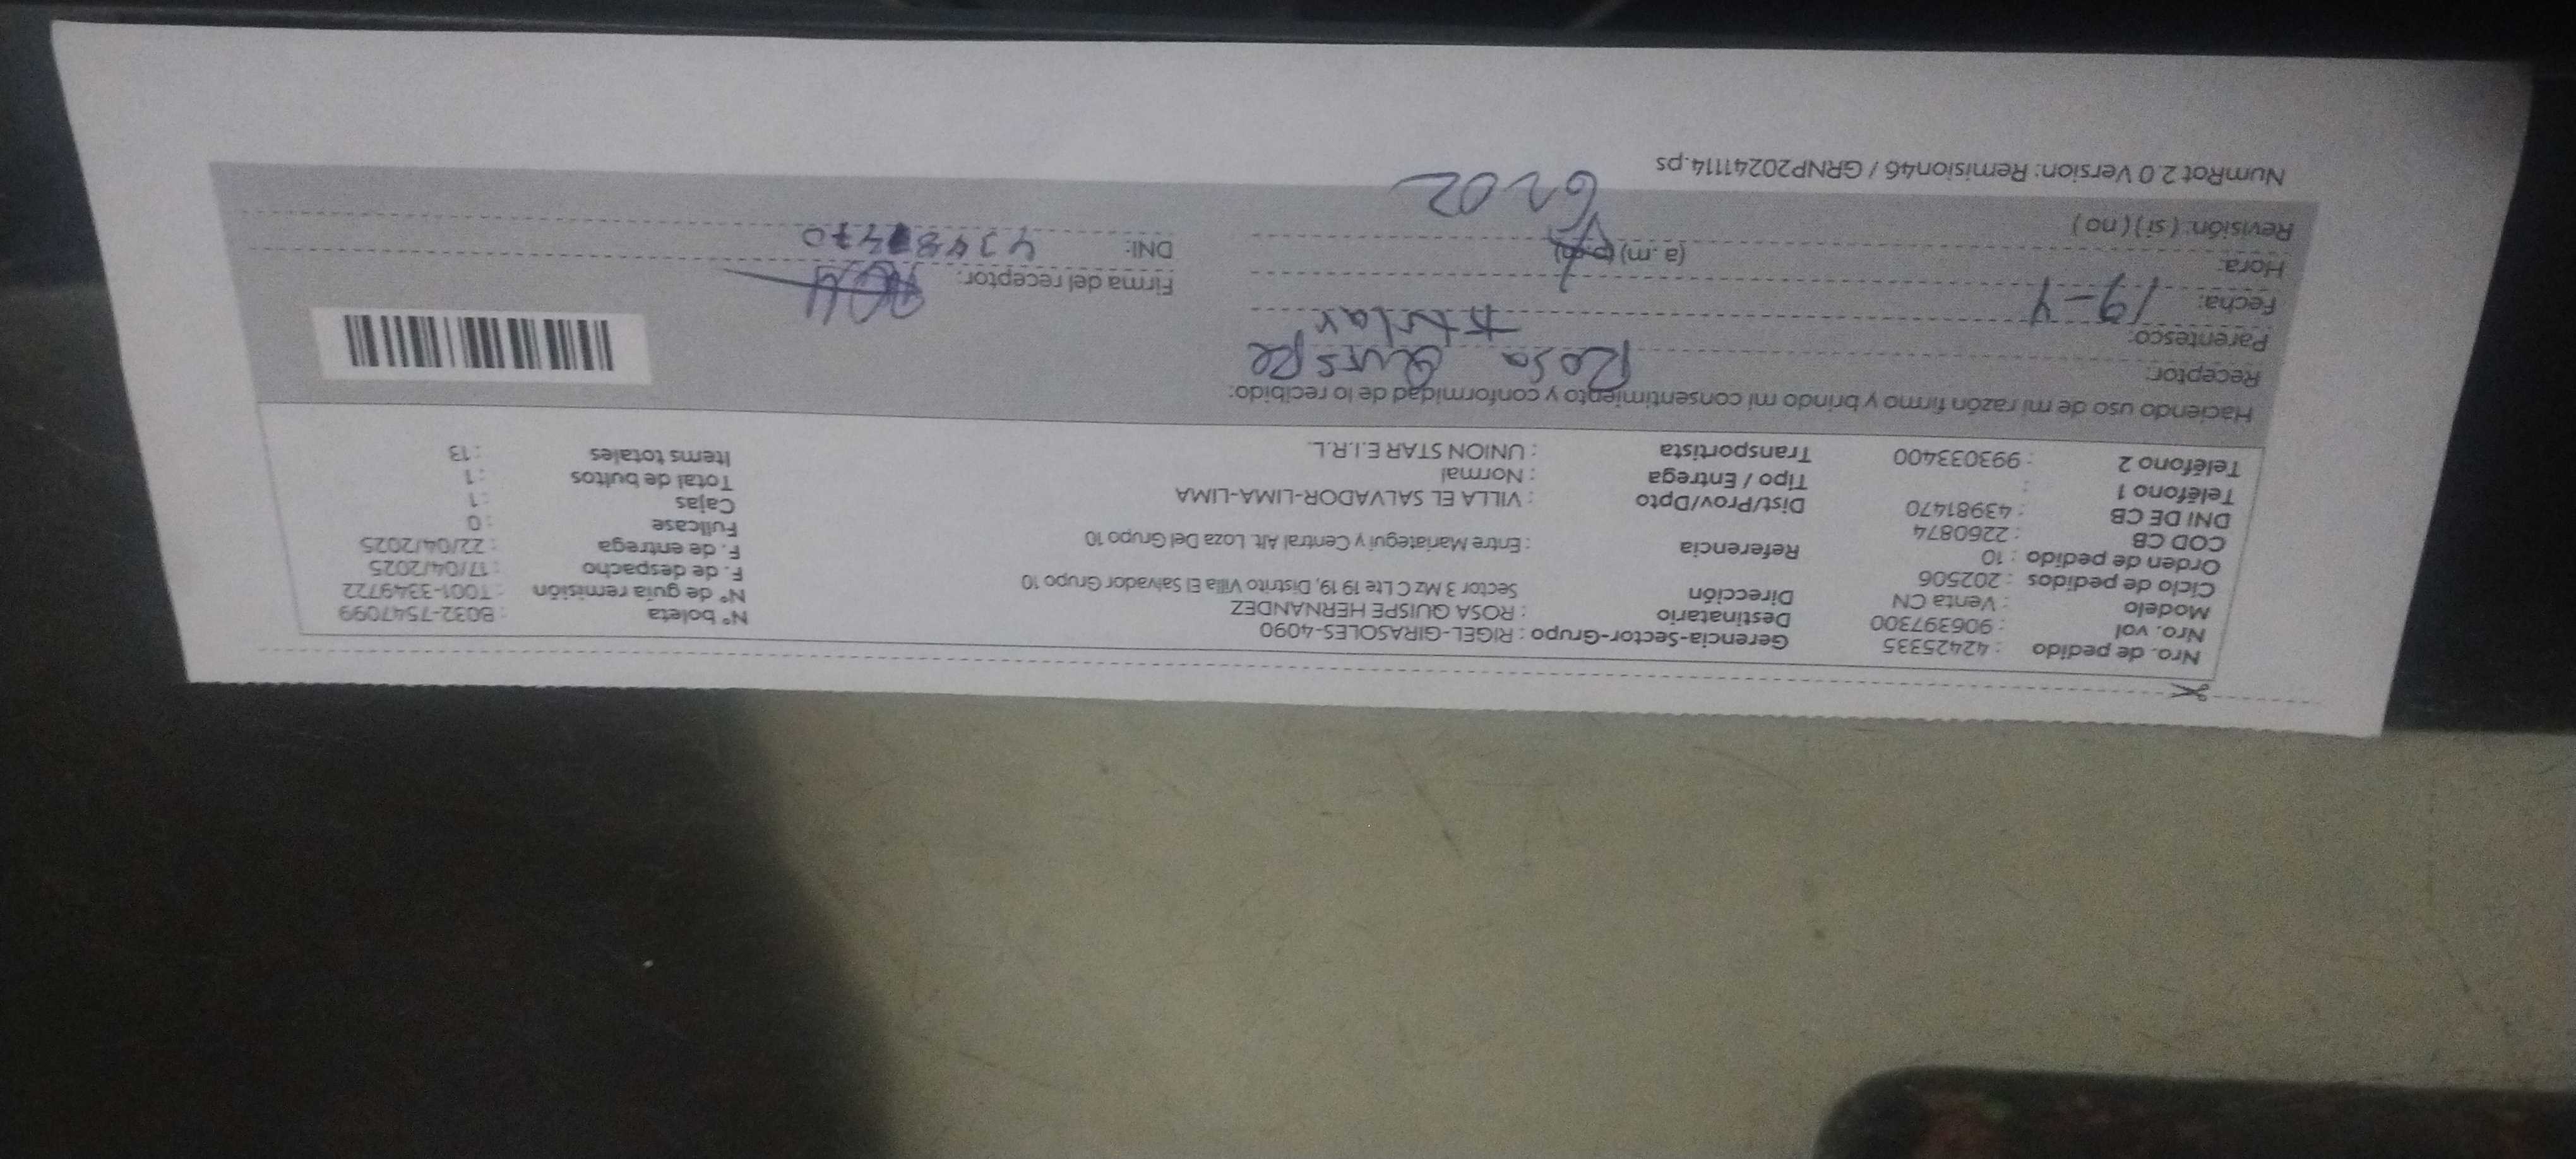 Nro. de pedido : 42425335 Gerencia-Sector-Grupo : RIGEL-GIRASOLES-4090 N° boleta : B032-7547099
Nro. vol : 906397300 Destinatario : ROSA QUISPE HERNANDEZ N° de guía remisión : T001-3349722
Modelo : Venta CN Dirección Sector 3 Mz C Lte 19 19, Distrito Villa El Salvador Grupo 10 F. de despacho : 17/04/2025
Ciclo de pedidos : 202506 F. de entrega : 22/04/2025
Orden de pedido : 10 Referencia : Entre Mariategui y Central Alt. Loza Del Grupo 10 Fullcase : 0
COD CB : 2260874 Cajas : 1
DNI DE CB : 43981470 Dist/Prov/Dpto : VILLA EL SALVADOR-LIMA-LIMA Total de bultos : 1
Teléfono 1 : Tipo / Entrega : Normal Items totales : 13
Teléfono 2 : 993033400 Transportista : UNION STAR E.I.R.L.
Haciendo uso de mi razón firmo y brindo mi consentimiento y conformidad de lo recibido:
Receptor: Rosa Quispe
Parentesco:
Fecha: 19-4 Firma del receptor:
Hora: (a.m) DNI:
Revisión: (si) (no)
NumRot 2.0 Version: Remision46 / GRNP20241114.ps